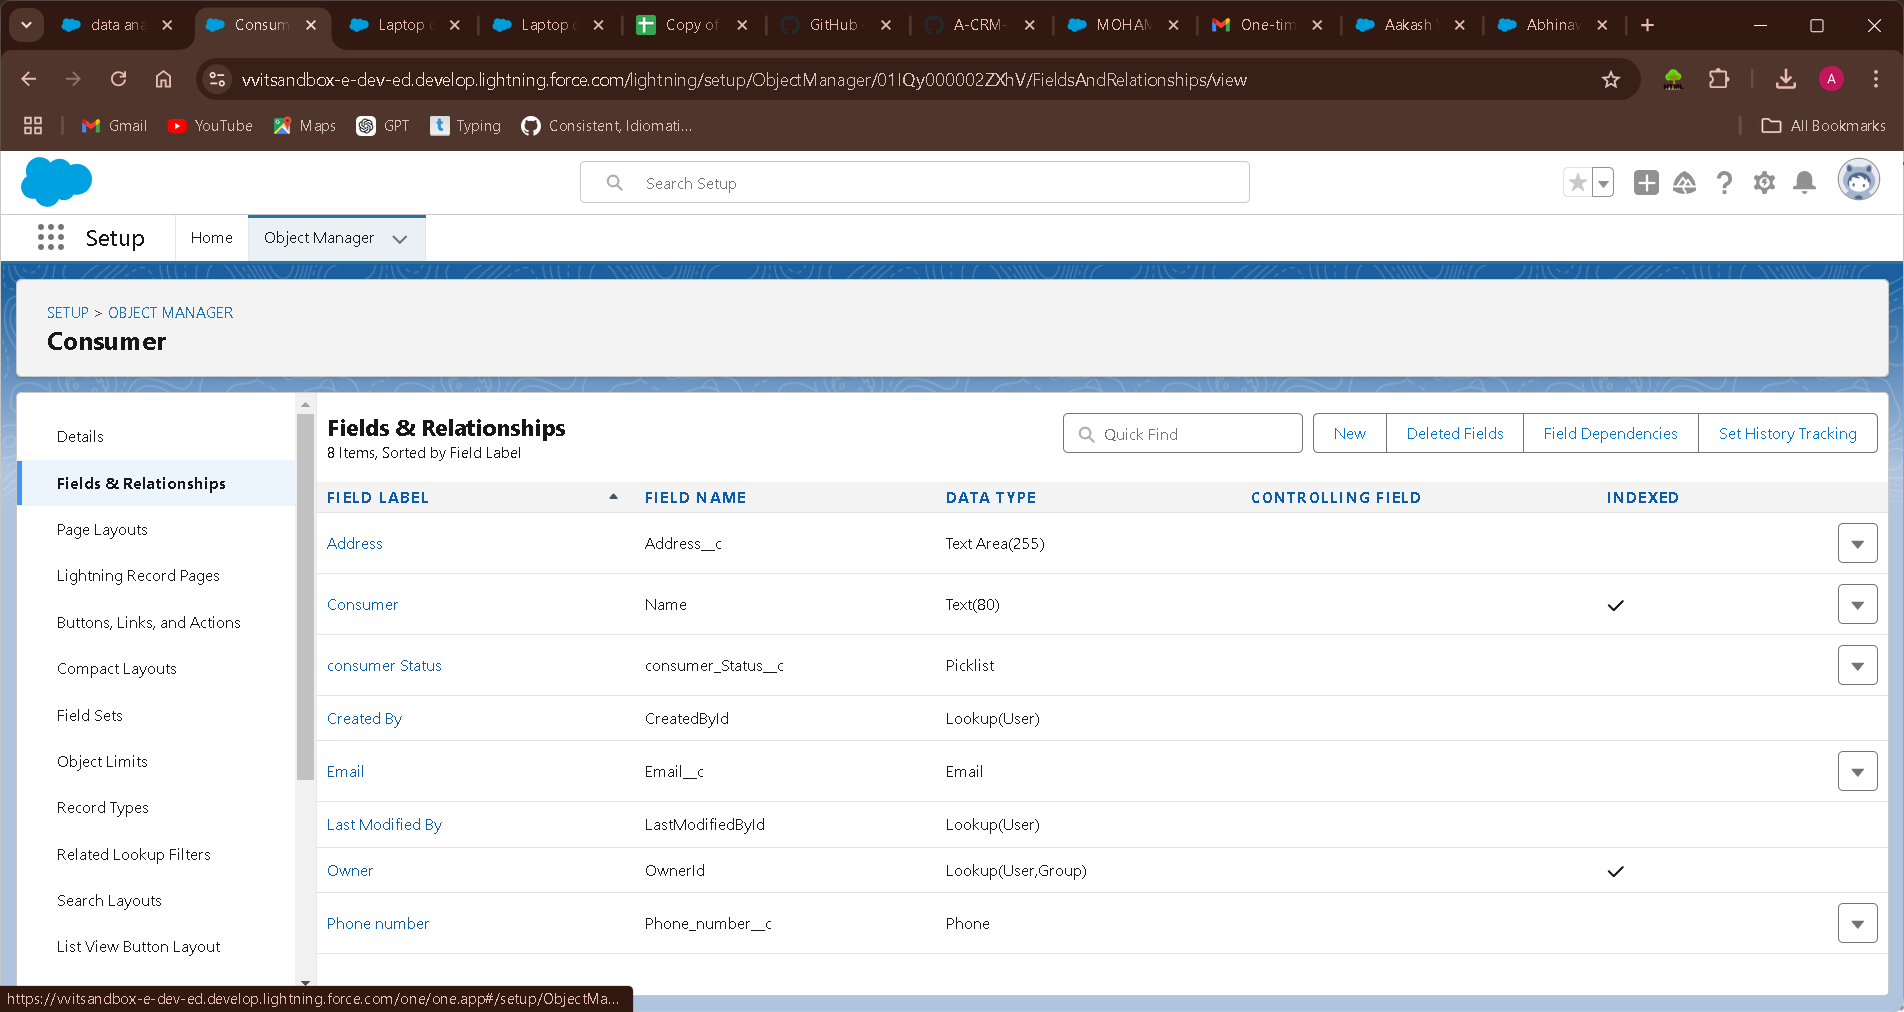 data ana
Consum
Laptop c
Laptop c
Copy of
GitHub
A-CRM-
MOHAM
One-tim
Aakash
Abhinav
vvitsandbox-e-dev-ed.develop.lightning.force.com/lightning/setup/ObjectManager/01IQy000002ZXhV/FieldsAndRelationships/view
A
Gmail
YouTube
Maps
GPT
Typing
Consistent, Idiomati...
All Bookmarks
Search Setup
Setup
Home
Object Manager
SETUP > OBJECT MANAGER
Consumer
Details
Fields & Relationships
Page Layouts
Lightning Record Pages
Buttons, Links, and Actions
Compact Layouts
Field Sets
Object Limits
Record Types
Related Lookup Filters
Search Layouts
List View Button Layout
Fields & Relationships
8 Items, Sorted by Field Label
Quick Find
New
Deleted Fields
Field Dependencies
Set History Tracking
FIELD LABEL FIELD NAME DATA TYPE CONTROLLING FIELD INDEXED
Address Address__c Text Area(255)
Consumer Name Text(80)
consumer Status consumer_Status__c Picklist
Created By CreatedById Lookup(User)
Email Email__c Email
Last Modified By LastModifiedById Lookup(User)
Owner OwnerId Lookup(User,Group)
Phone number Phone_number__c Phone
https://vvitsandbox-e-dev-ed.develop.lightning.force.com/one/one.app#/setup/ObjectMa...